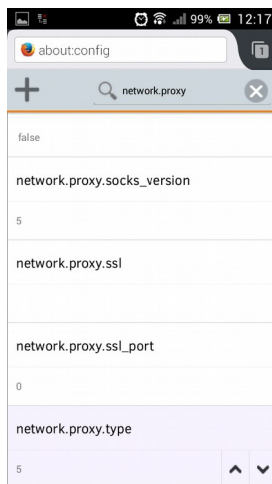 99% 12:17
about:config
1
network.proxy
false
network.proxy.socks_version
5
network.proxy.ssl
network.proxy.ssl_port
0
network.proxy.type
5